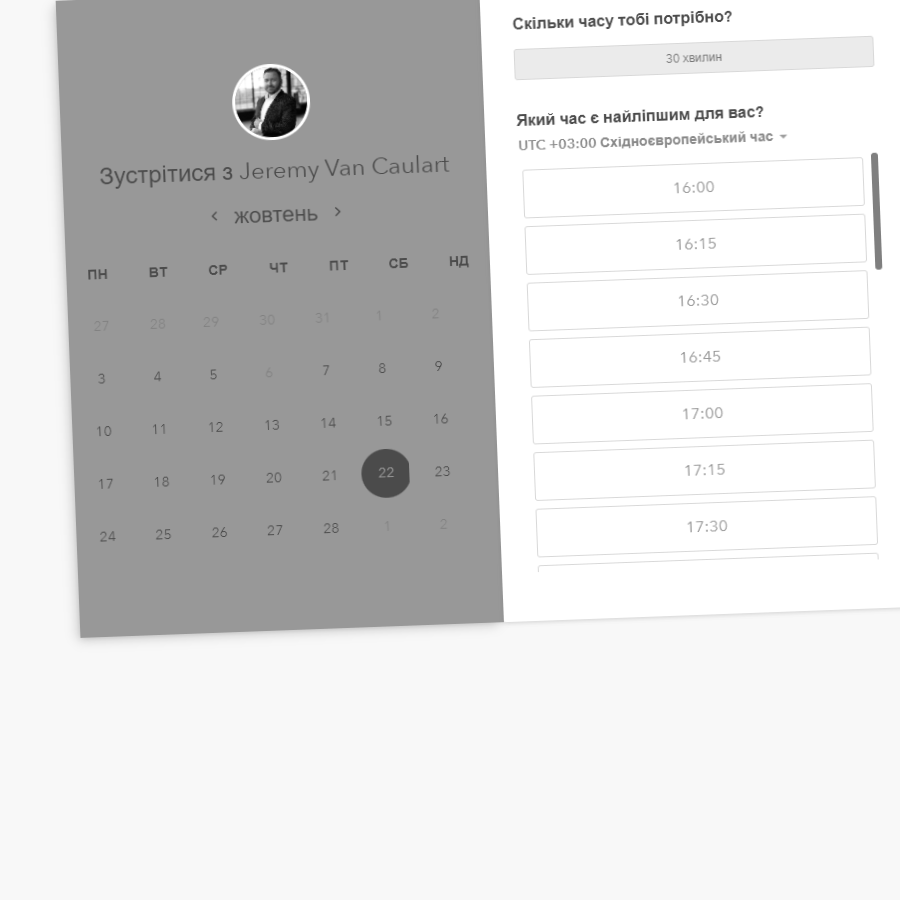 Зустрітися з Jeremy Van Caulart
‹ жовтень ›
ПН ВТ СР ЧТ ПТ СБ НД
27 28 29 30 31 1 2
3 4 5 6 7 8 9
10 11 12 13 14 15 16
17 18 19 20 21 22 23
24 25 26 27 28 1 2
Скільки часу тобі потрібно?
30 хвилин
Який час є найліпшим для вас?
UTC +03:00 Східноєвропейський час
16:00
16:15
16:30
16:45
17:00
17:15
17:30